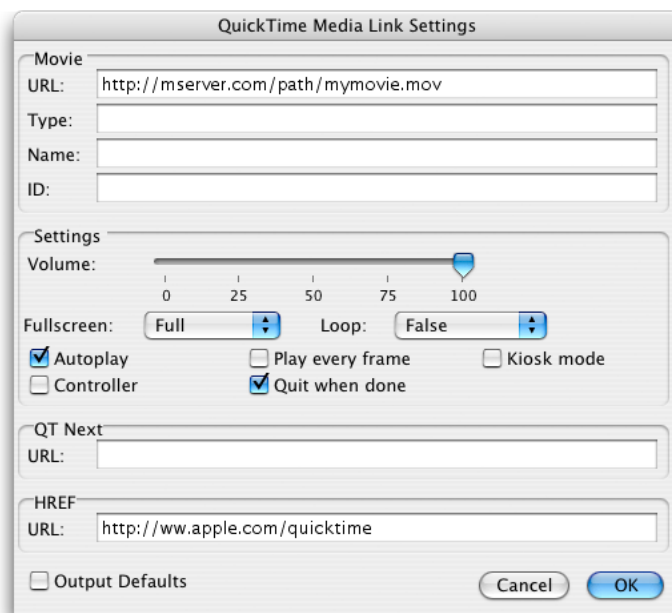 QuickTime Media Link Settings
Movie
URL: http://mserver.com/path/mymovie.mov
Type:
Name:
ID:
Settings
Volume:
0 25 50 75 100
Fullscreen: Full Loop: False
Autoplay Play every frame Kiosk mode
Controller Quit when done
QT Next
URL:
HREF
URL: http://ww.apple.com/quicktime
Output Defaults Cancel OK